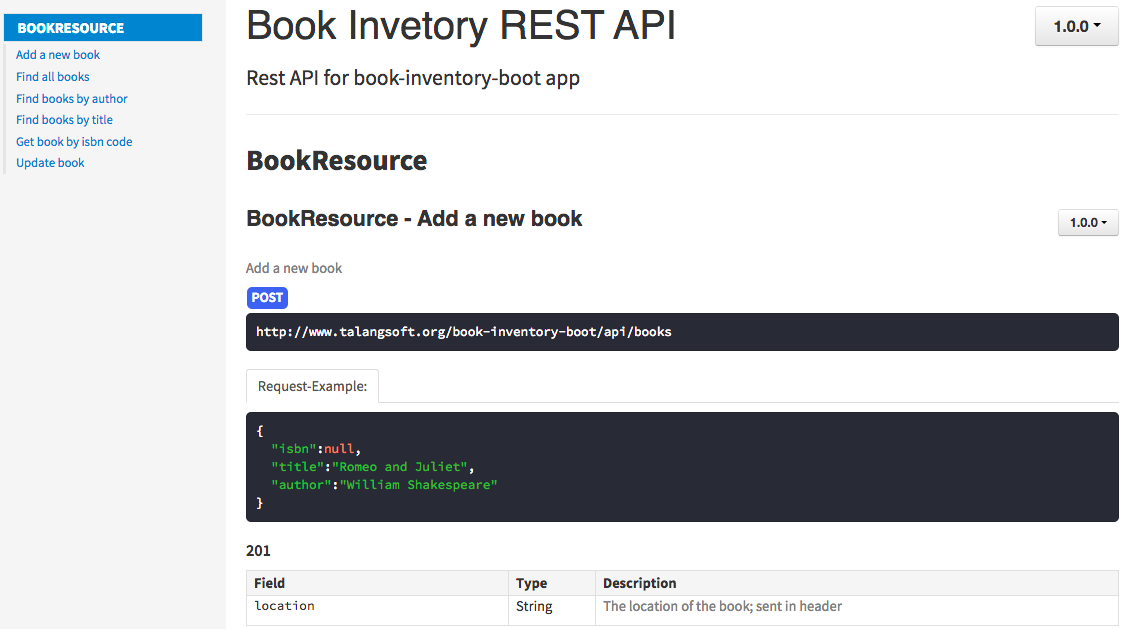 BOOKRESOURCE
Add a new book
Find all books
Find books by author
Find books by title
Get book by isbn code
Update book
Book Invetory REST API
1.0.0
Rest API for book-inventory-boot app
BookResource
BookResource - Add a new book
1.0.0
Add a new book
POST
http://www.talangsoft.org/book-inventory-boot/api/books
Request-Example:
{
"isbn":null,
"title":"Romeo and Juliet",
"author":"William Shakespeare"
}
201
Field Type Description
location String The location of the book; sent in header